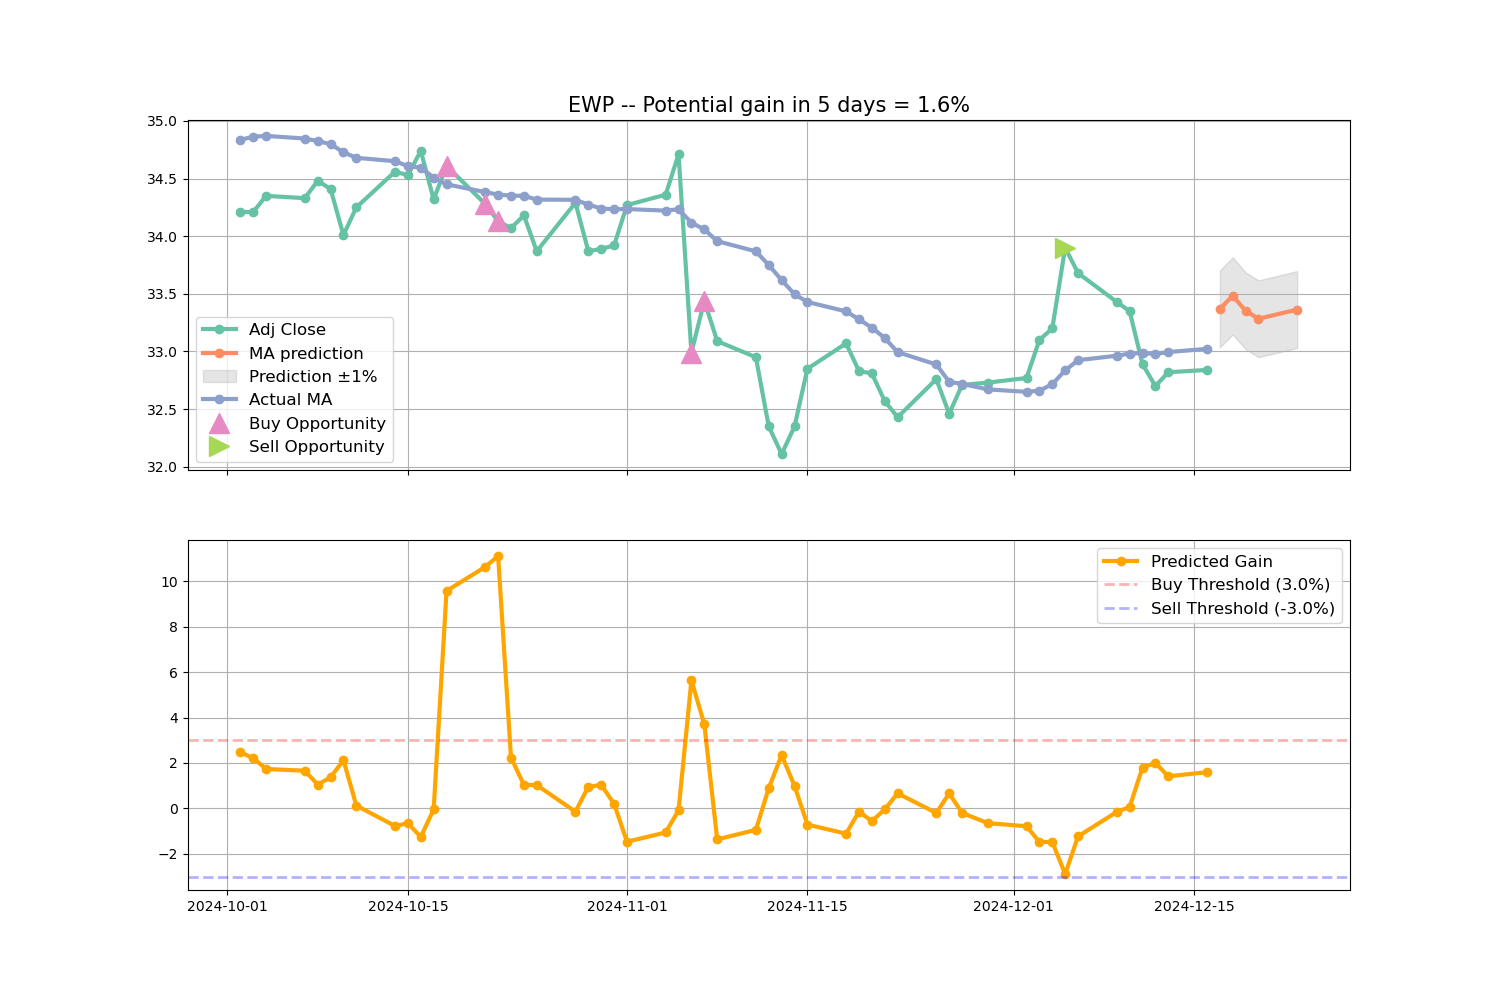 EWP -- Potential gain in 5 days = 1.6%
35.0
34.5
34.0
33.5
33.0
32.5
32.0
Adj Close
MA prediction
Prediction ±1%
Actual MA
Buy Opportunity
Sell Opportunity
10
8
6
4
2
0
−2
Predicted Gain
Buy Threshold (3.0%)
Sell Threshold (-3.0%)
2024-10-01
2024-10-15
2024-11-01
2024-11-15
2024-12-01
2024-12-15